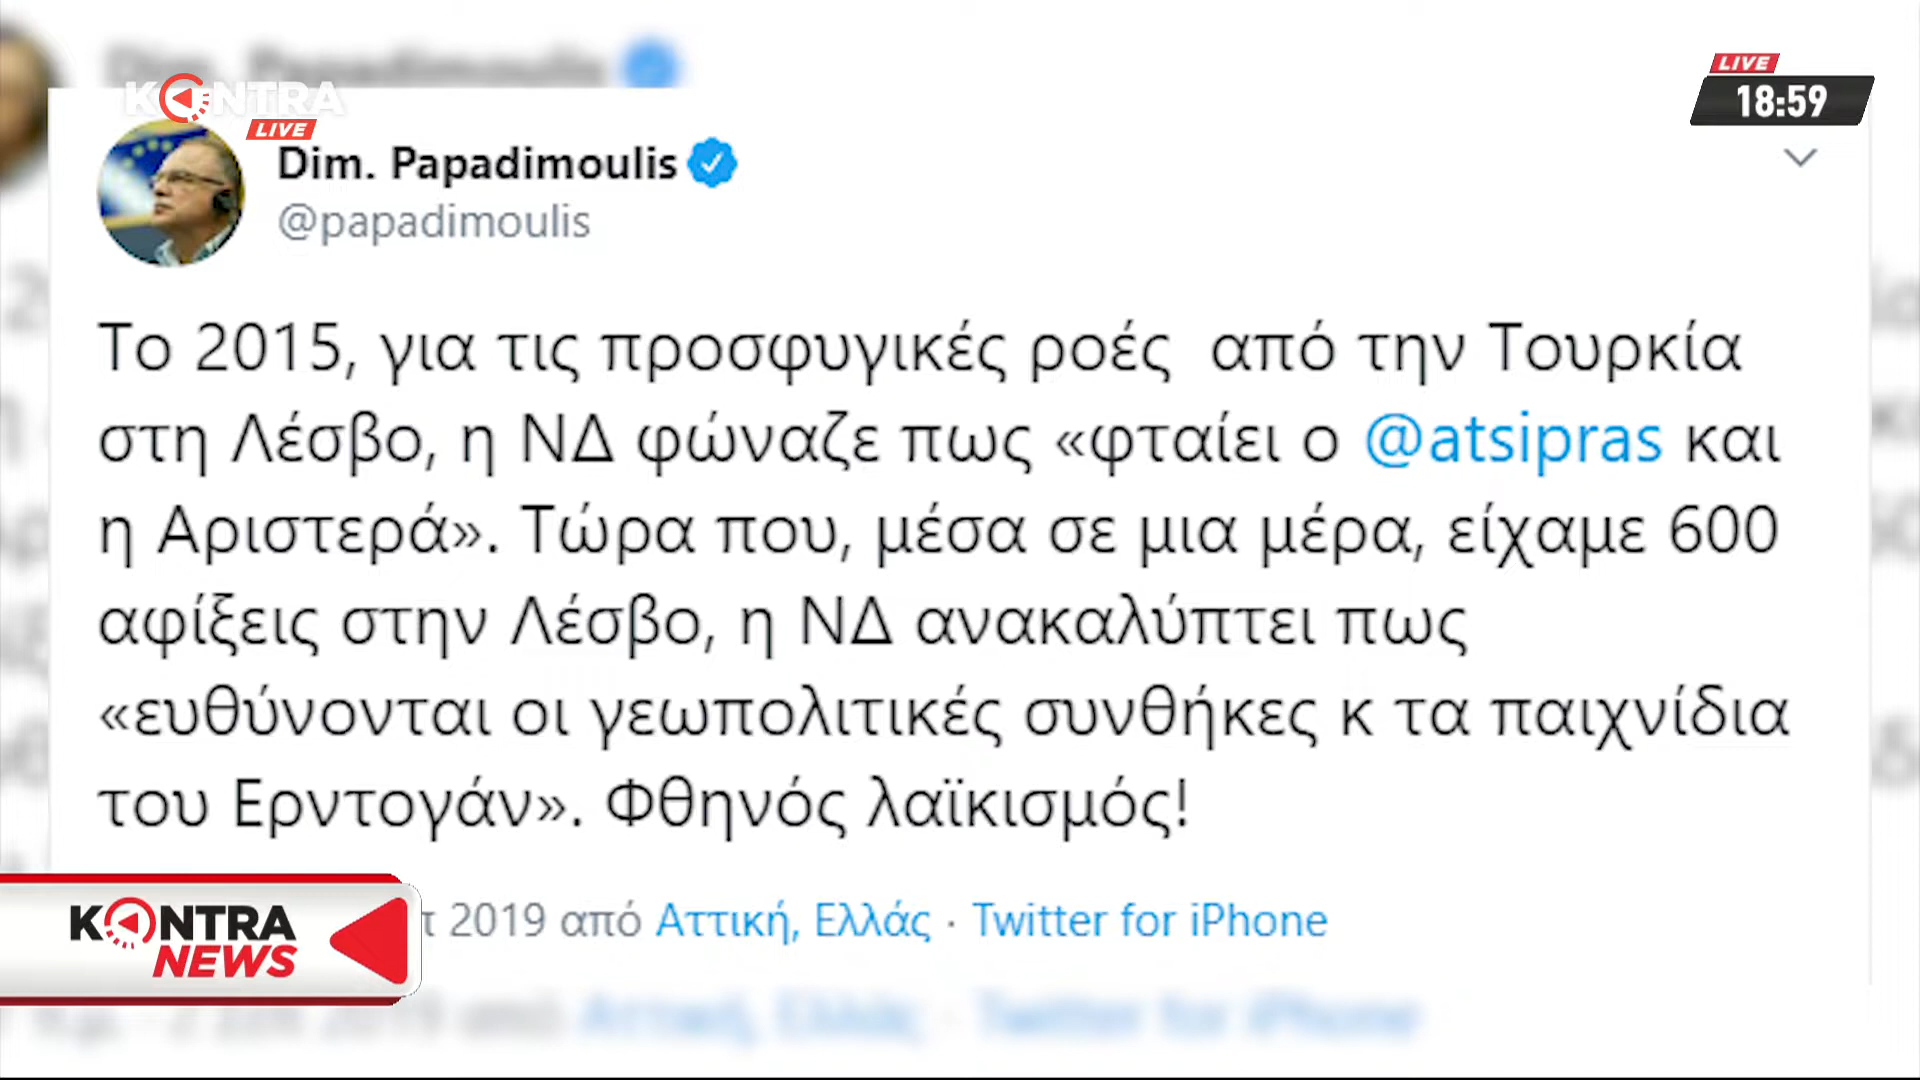 KONTRA
LIVE
LIVE
18:59
Dim. Papadimoulis
@papadimoulis
Το 2015, για τις προσφυγικές ροές από την Τουρκία
στη Λέσβο, η ΝΔ φώναζε πως «φταίει ο @atsipras και
η Αριστερά». Τώρα που, μέσα σε μια μέρα, είχαμε 600
αφίξεις στην Λέσβο, η ΝΔ ανακαλύπτει πως
«ευθύνονται οι γεωπολιτικές συνθήκες κ τα παιχνίδια
του Ερντογάν». Φθηνός λαϊκισμός!
2019 από Αττική, Ελλάς · Twitter for iPhone
KONTRA
NEWS